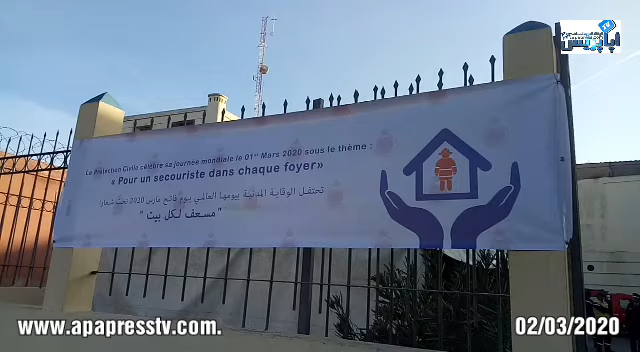 آپاپريس
La Protection Civile célèbre sa journée mondiale le 01er Mars 2020 sous le thème :
« Pour un secouriste dans chaque foyer»
تحتفل الوقاية المدنية بيومها العالمي يوم فاتح مارس 2020 تحت شعار:
" مسعف لكل بيت "
www.apapresstv.com.
02/03/2020